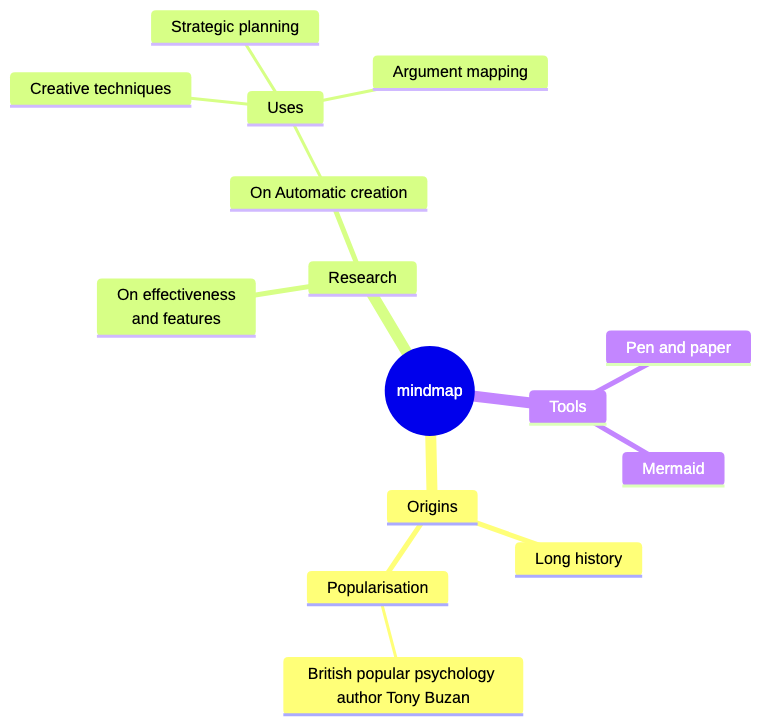 Strategic planning
Argument mapping
Creative techniques
Uses
On Automatic creation
Research
On effectiveness
and features
Pen and paper
mindmap
Tools
Mermaid
Origins
Long history
Popularisation
British popular psychology
author Tony Buzan